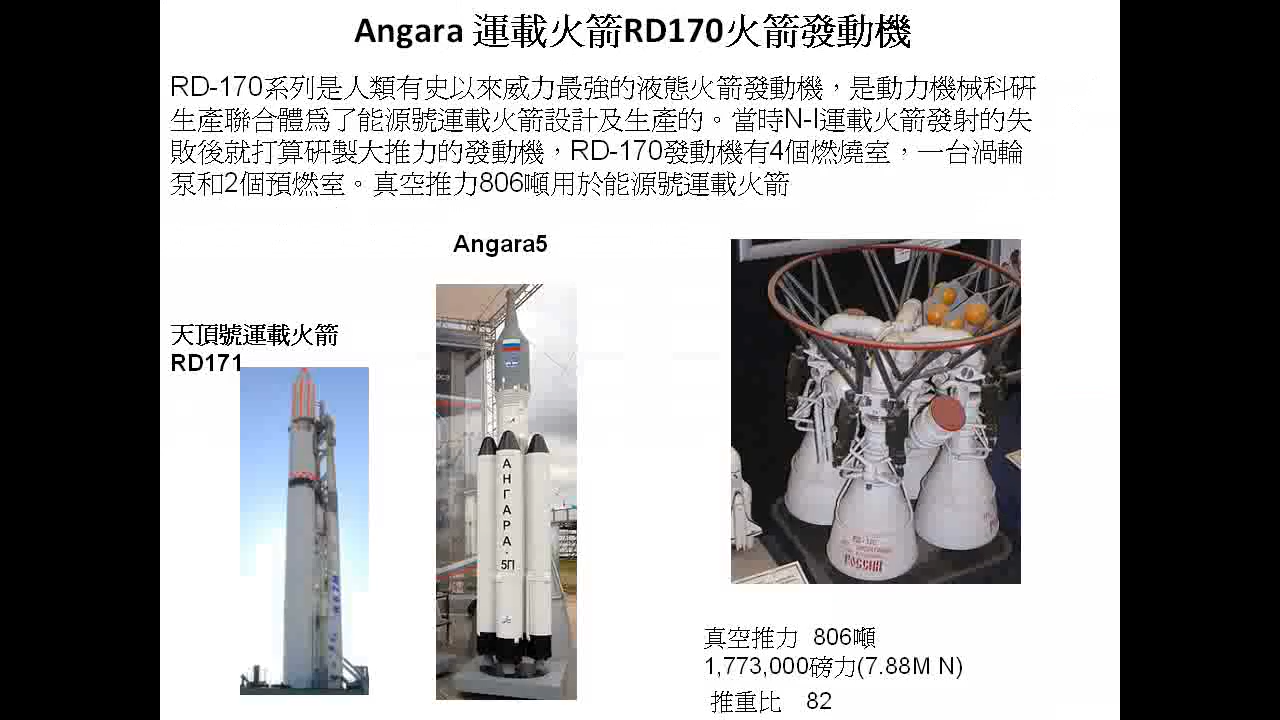 Angara 運載火箭RD170火箭發動機
RD-170系列是人類有史以來威力最強的液態火箭發動機，是動力機械科研
生產聯合體爲了能源號運載火箭設計及生產的。當時N-I運載火箭發射的失
敗後就打算研製大推力的發動機，RD-170發動機有4個燃燒室，一台渦輪
泵和2個預燃室。真空推力806噸用於能源號運載火箭
Angara5
天頂號運載火箭
RD171
АНГАРА·
5П
РОССИЯ
真空推力 806噸
1,773,000磅力(7.88M N)
推重比 82